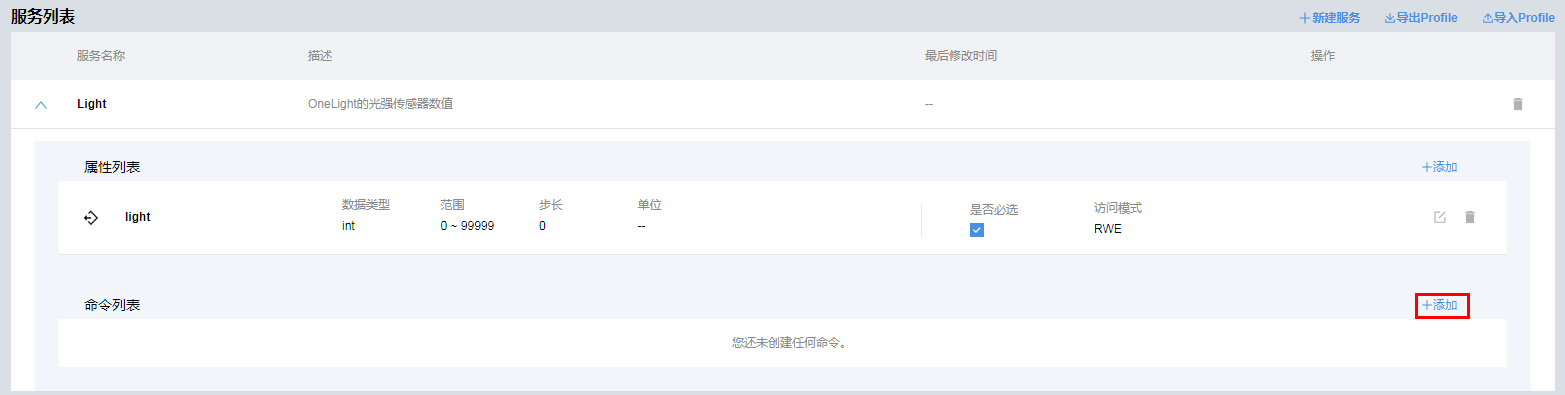 服务列表 新建服务 导出Profile 导入Profile
服务名称 描述 最后修改时间 操作
Light OneLight的光强传感器数值 --
属性列表 添加
light 数据类型 范围 步长 单位 是否必选 访问模式
int 0 ~ 99999 0 -- RWE
命令列表 添加
您还未创建任何命令。